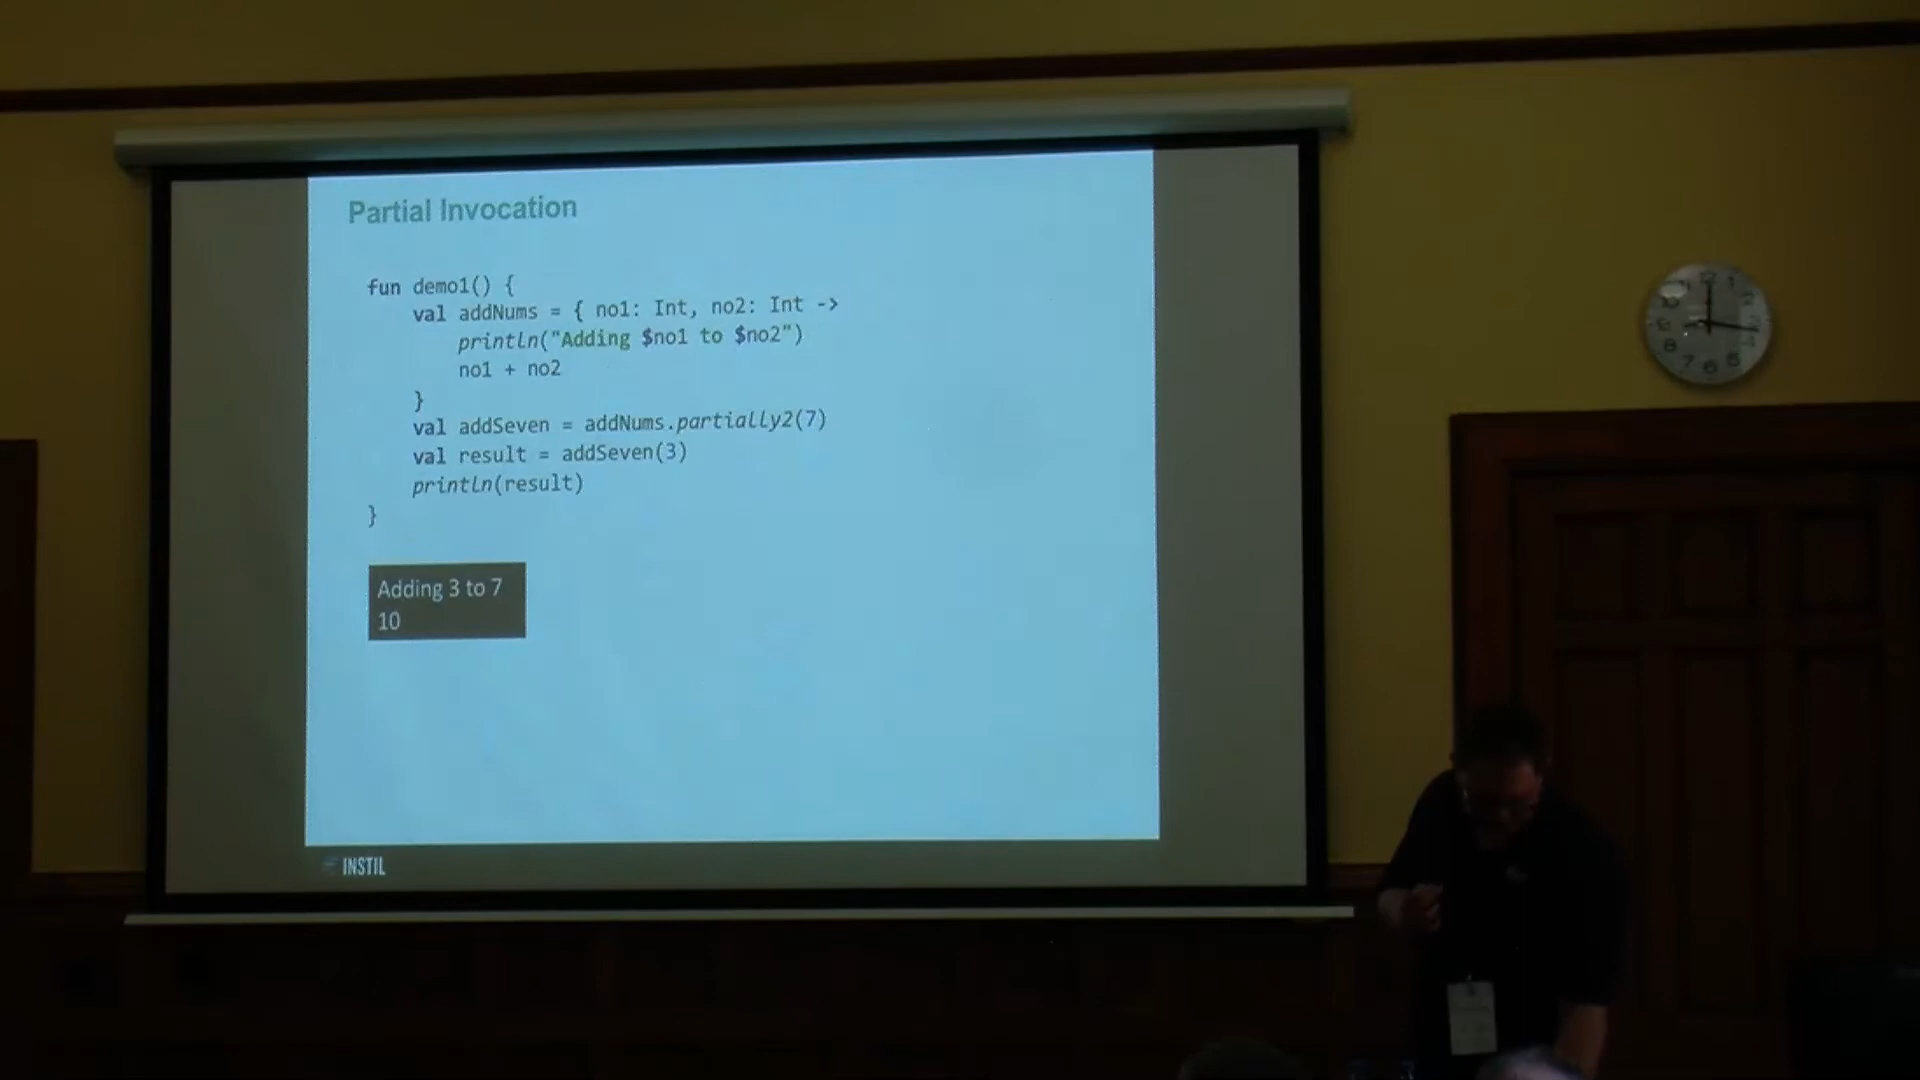 Partial Invocation
fun demo1() {
    val addNums = { no1: Int, no2: Int ->
        println("Adding $no1 to $no2")
        no1 + no2
    }
    val addSeven = addNums.partially2(7)
    val result = addSeven(3)
    println(result)
}
Adding 3 to 7
10
INSTIL